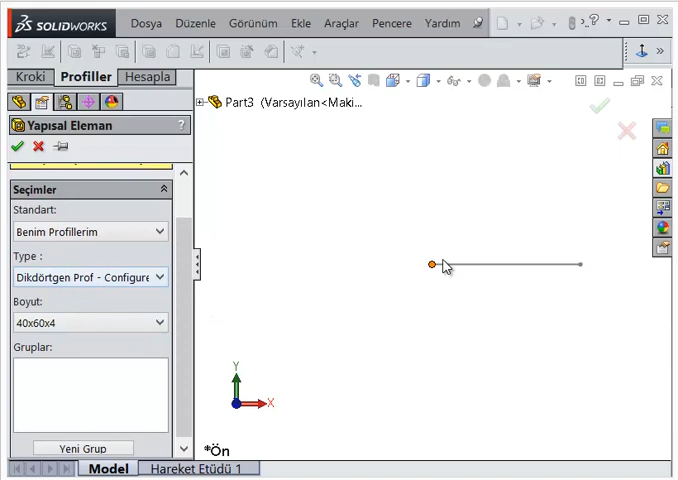 SOLIDWORKS Dosya Düzenle Görünüm Ekle Araçlar Pencere Yardım
Kroki Profiller Hesapla
Part3 (Varsayılan<Maki...
Yapısal Eleman ?
Seçimler
Standart:
Benim Profillerim
Type :
Dikdörtgen Prof - Configure
Boyut:
40x60x4
Gruplar:
Y
X
Yeni Grup
*Ön
Model Hareket Etüdü 1